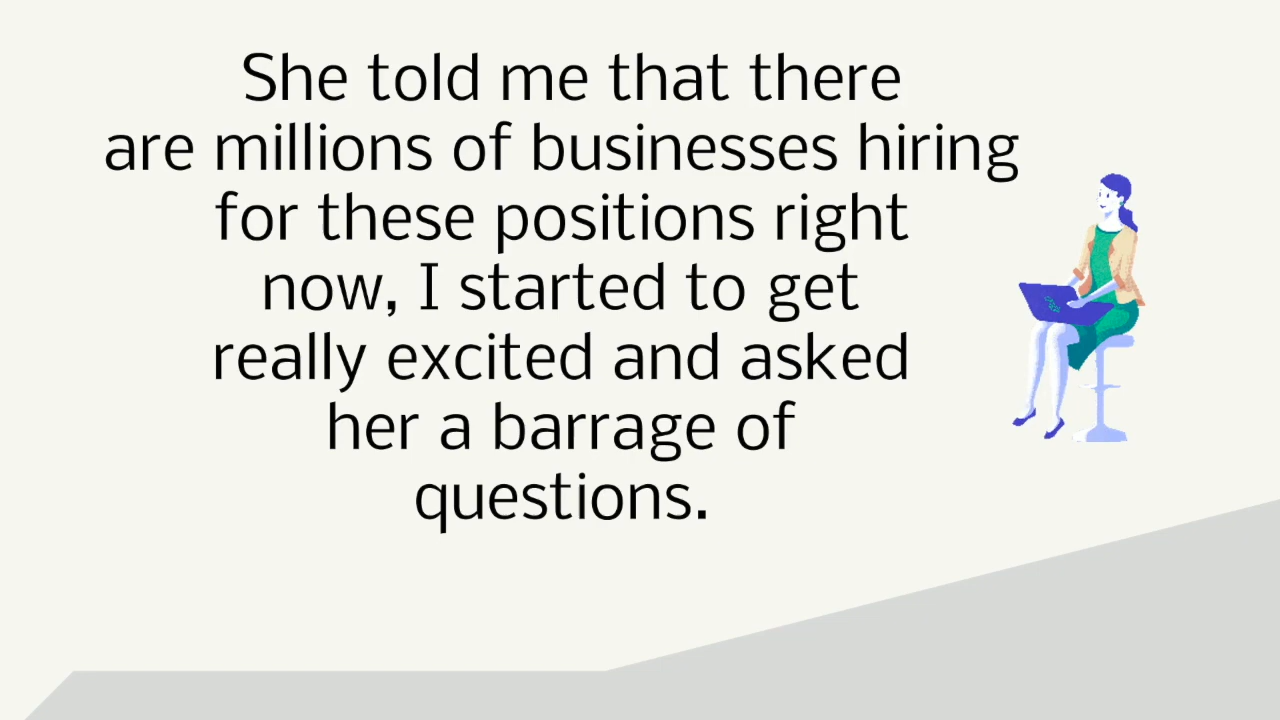 She told me that there
are millions of businesses hiring
for these positions right
now, I started to get
really excited and asked
her a barrage of
questions.